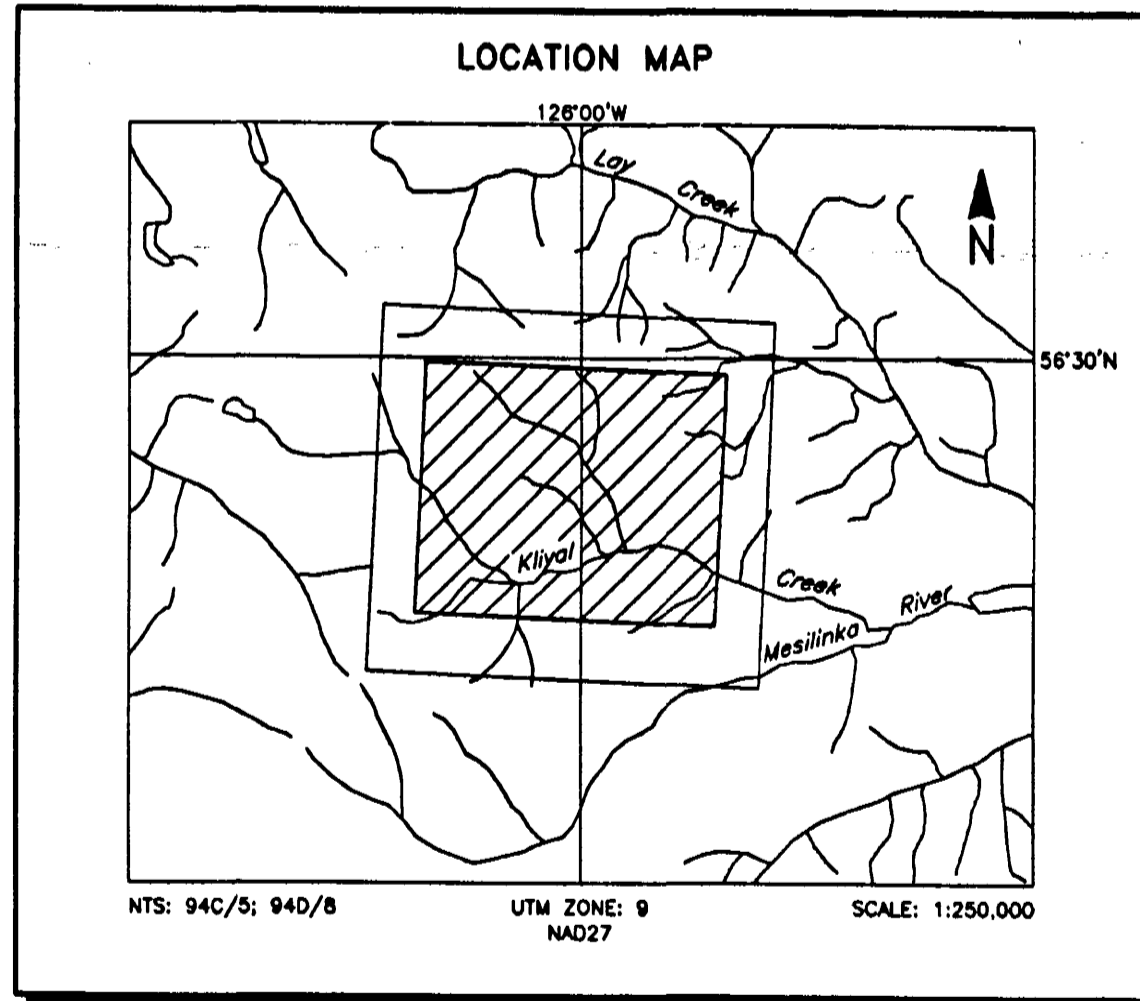 LOCATION MAP
126°00'W
Lay Creek
N
56°30'N
Kliyal Creek
Mesilinka River
NTS: 94C/5; 94D/8
UTM ZONE: 9
NAD27
SCALE: 1:250,000